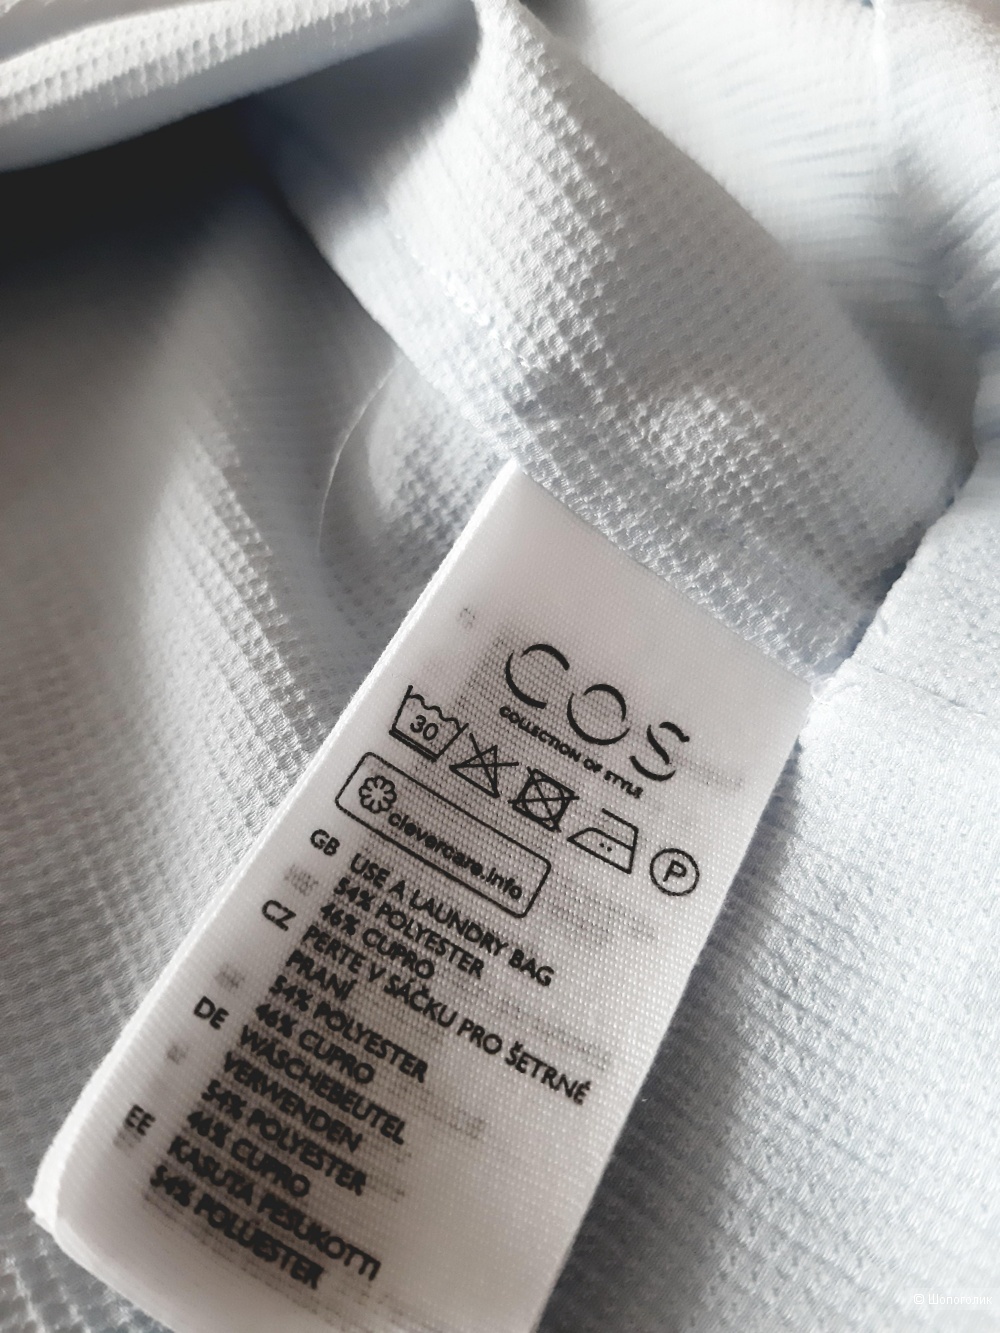 COS
COLLECTION OF STYLE
30
P
clevercare.info
GB USE A LAUNDRY BAG
54% POLYESTER
46% CUPRO
CZ PERTE V SÁČKU PRO ŠETRNÉ
PRANÍ
54% POLYESTER
46% CUPRO
DE WÄSCHEBEUTEL
VERWENDEN
54% POLYESTER
46% CUPRO
EE KASUTA PESUKOTTI
54% POLÜESTER
© Шопоголик